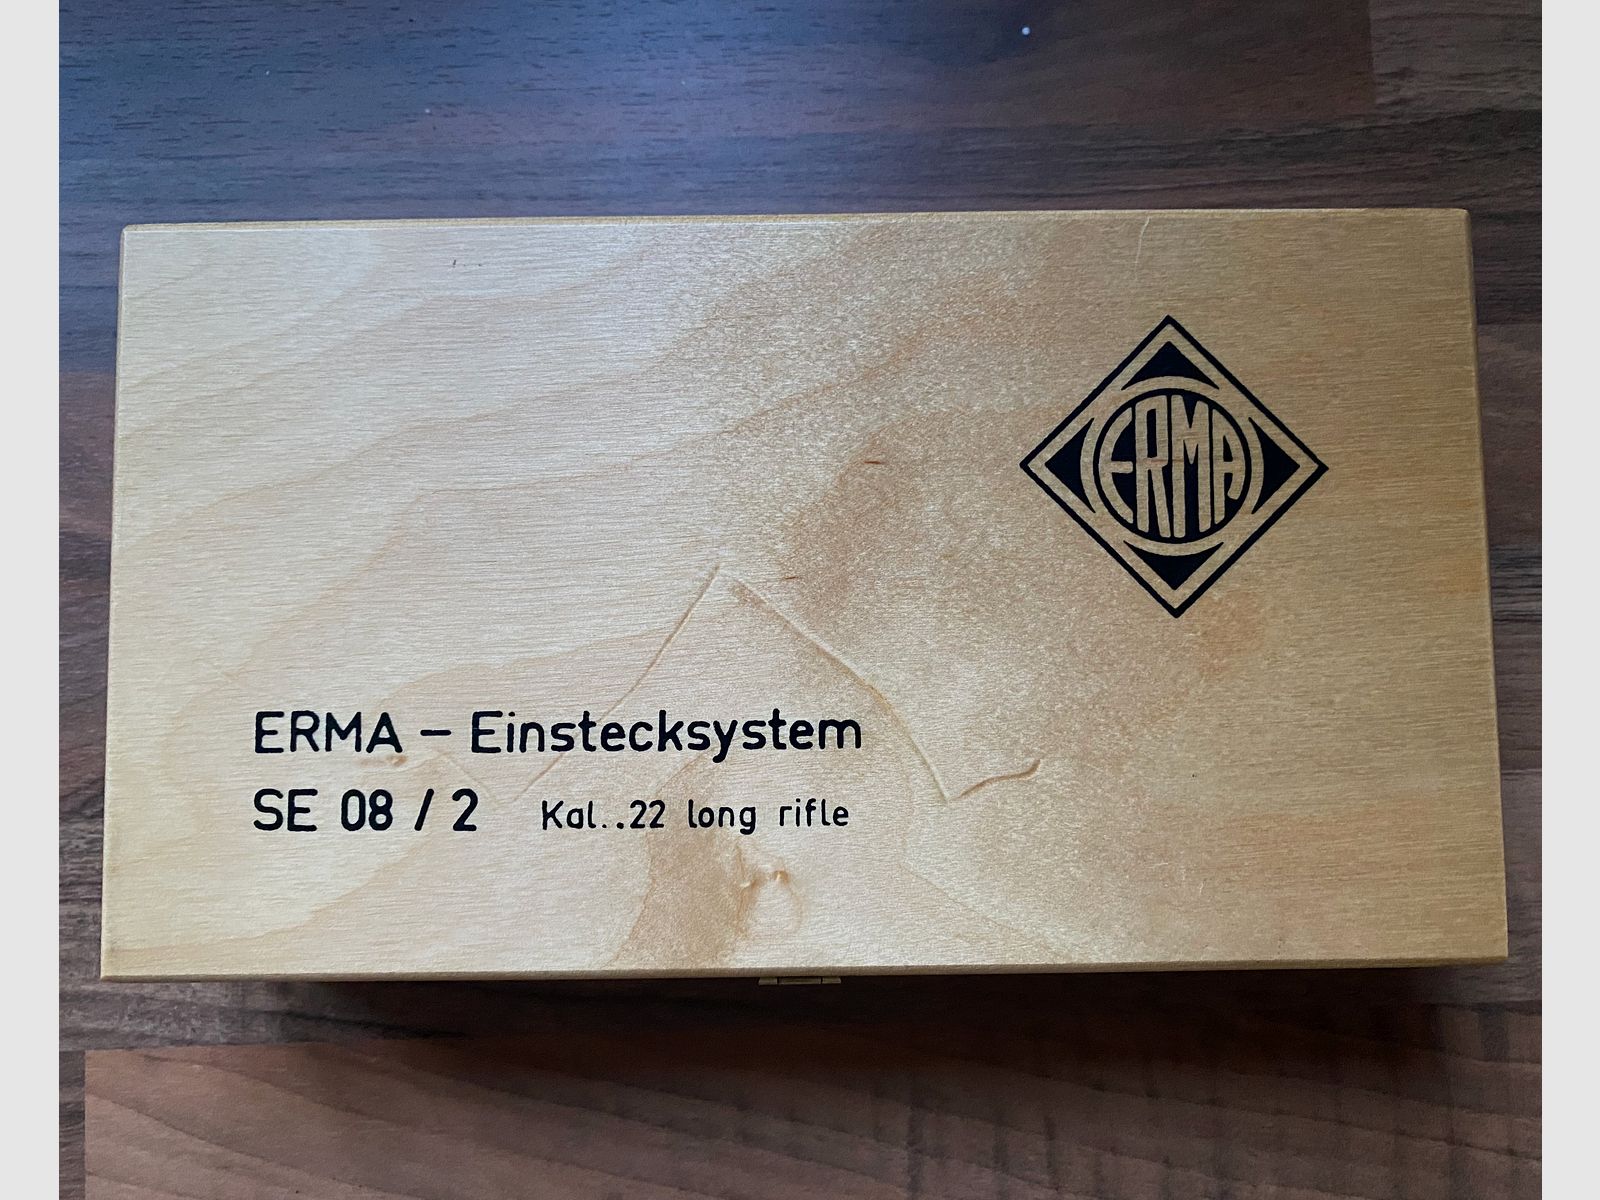 ERMA
ERMA – Einstecksystem
SE 08 / 2 Kal. .22 long rifle